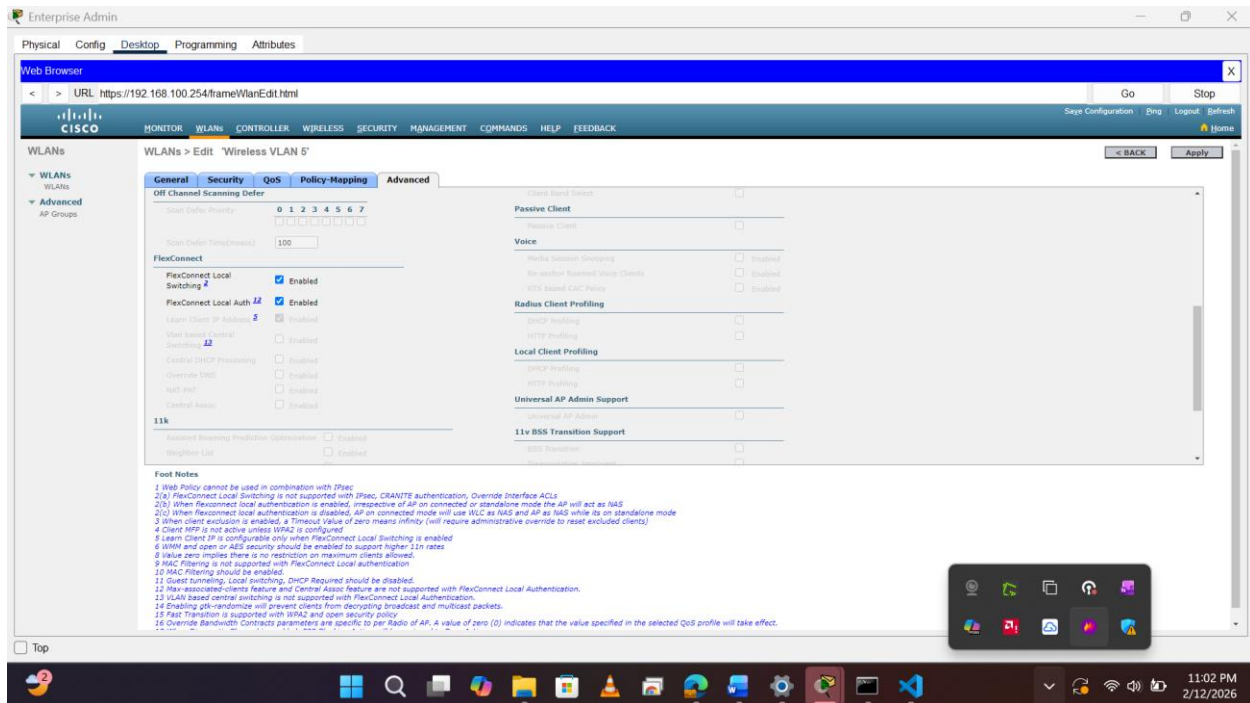 Enterprise Admin
Physical Config Desktop Programming Attributes
Web Browser X
< > URL https://192.168.100.254/frameWlanEdit.html Go Stop
Save Configuration Ping Logout Refresh
CISCO MONITOR WLANs CONTROLLER WIRELESS SECURITY MANAGEMENT COMMANDS HELP FEEDBACK Home
WLANs
WLANs > Edit 'Wireless VLAN 5' < BACK Apply
WLANs
WLANs
Advanced
AP Groups
General Security QoS Policy-Mapping Advanced
Off Channel Scanning Defer
Scan Defer Priority 0 1 2 3 4 5 6 7
Scan Defer Time(msecs) 100
FlexConnect
FlexConnect Local
Switching 2 Enabled
FlexConnect Local Auth 12 Enabled
Learn Client IP Address 5 Enabled
Vlan based Central
Switching 13 Enabled
Central DHCP Processing Enabled
Override DNS Enabled
NAT-PAT Enabled
Central Assoc Enabled
11k
Assisted Roaming Prediction Optimization Enabled
Neighbor List Enabled
Client Band Select
Passive Client
Passive Client
Voice
Media Session Snooping Enabled
Re-anchor Roamed Voice Clients Enabled
KTS based CAC Policy Enabled
Radius Client Profiling
DHCP Profiling
HTTP Profiling
Local Client Profiling
DHCP Profiling
HTTP Profiling
Universal AP Admin Support
Universal AP Admin
11v BSS Transition Support
BSS Transition
Foot Notes
1 Web Policy cannot be used in combination with IPsec
2(a) FlexConnect Local Switching is not supported with IPsec, CRANITE authentication, Override Interface ACLs
2(b) When flexconnect local authentication is enabled, irrespective of AP on connected or standalone mode the AP will act as NAS
2(c) When flexconnect local authentication is disabled, AP on connected mode will use WLC as NAS and AP as NAS while its on standalone mode
3 When client exclusion is enabled, a Timeout Value of zero means infinity (will require administrative override to reset excluded clients)
4 Client MFP is not active unless WPA2 is configured
5 Learn Client IP is configurable only when FlexConnect Local Switching is enabled
6 WMM and open or AES security should be enabled to support higher 11n rates
8 Value zero implies there is no restriction on maximum clients allowed.
9 MAC Filtering is not supported with FlexConnect Local authentication
10 MAC Filtering should be enabled.
11 Guest tunneling, Local switching, DHCP Required should be disabled.
12 Max-associated-clients feature and Central Assoc feature are not supported with FlexConnect Local Authentication.
13 VLAN based central switching is not supported with FlexConnect Local Authentication.
14 Enabling gtk-randomize will prevent clients from decrypting broadcast and multicast packets.
15 Fast Transition is supported with WPA2 and open security policy
16 Override Bandwidth Contracts parameters are specific to per Radio of AP. A value of zero (0) indicates that the value specified in the selected QoS profile will take effect.
Top
2
11:02 PM
2/12/2026